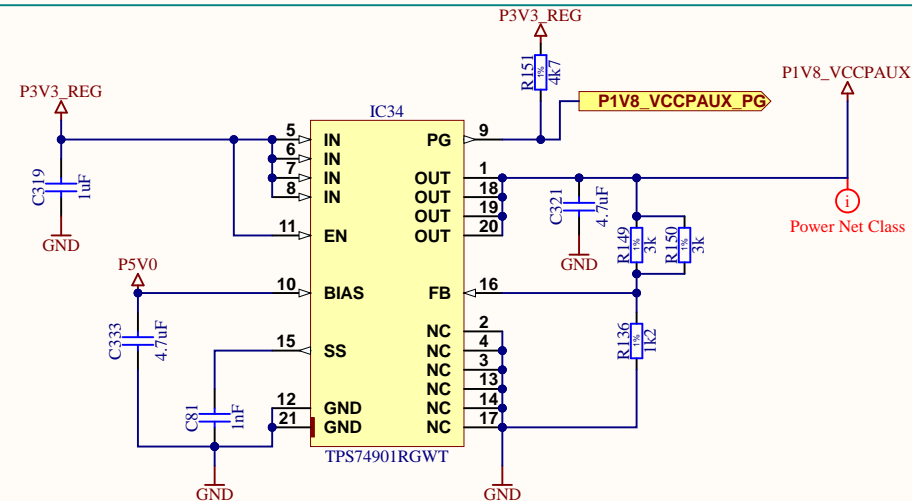 P3V3_REG
R151
1%
4k7
P1V8_VCCPAUX
P1V8_VCCPAUX_PG
P3V3_REG
IC34
5 IN
PG 9
6 IN
7 IN
8 IN
OUT 1
OUT 18
OUT 19
OUT 20
11 EN
C319
1uF
GND
C321
4.7uF
GND
R149
1%
3k
R150
1%
3k
i
Power Net Class
P5V0
10 BIAS
FB 16
C333
4.7uF
15 SS
NC 2
NC 4
NC 3
NC 13
NC 14
NC 17
R136
1%
1k2
C81
1nF
12 GND
21 GND
TPS74901RGWT
GND
GND